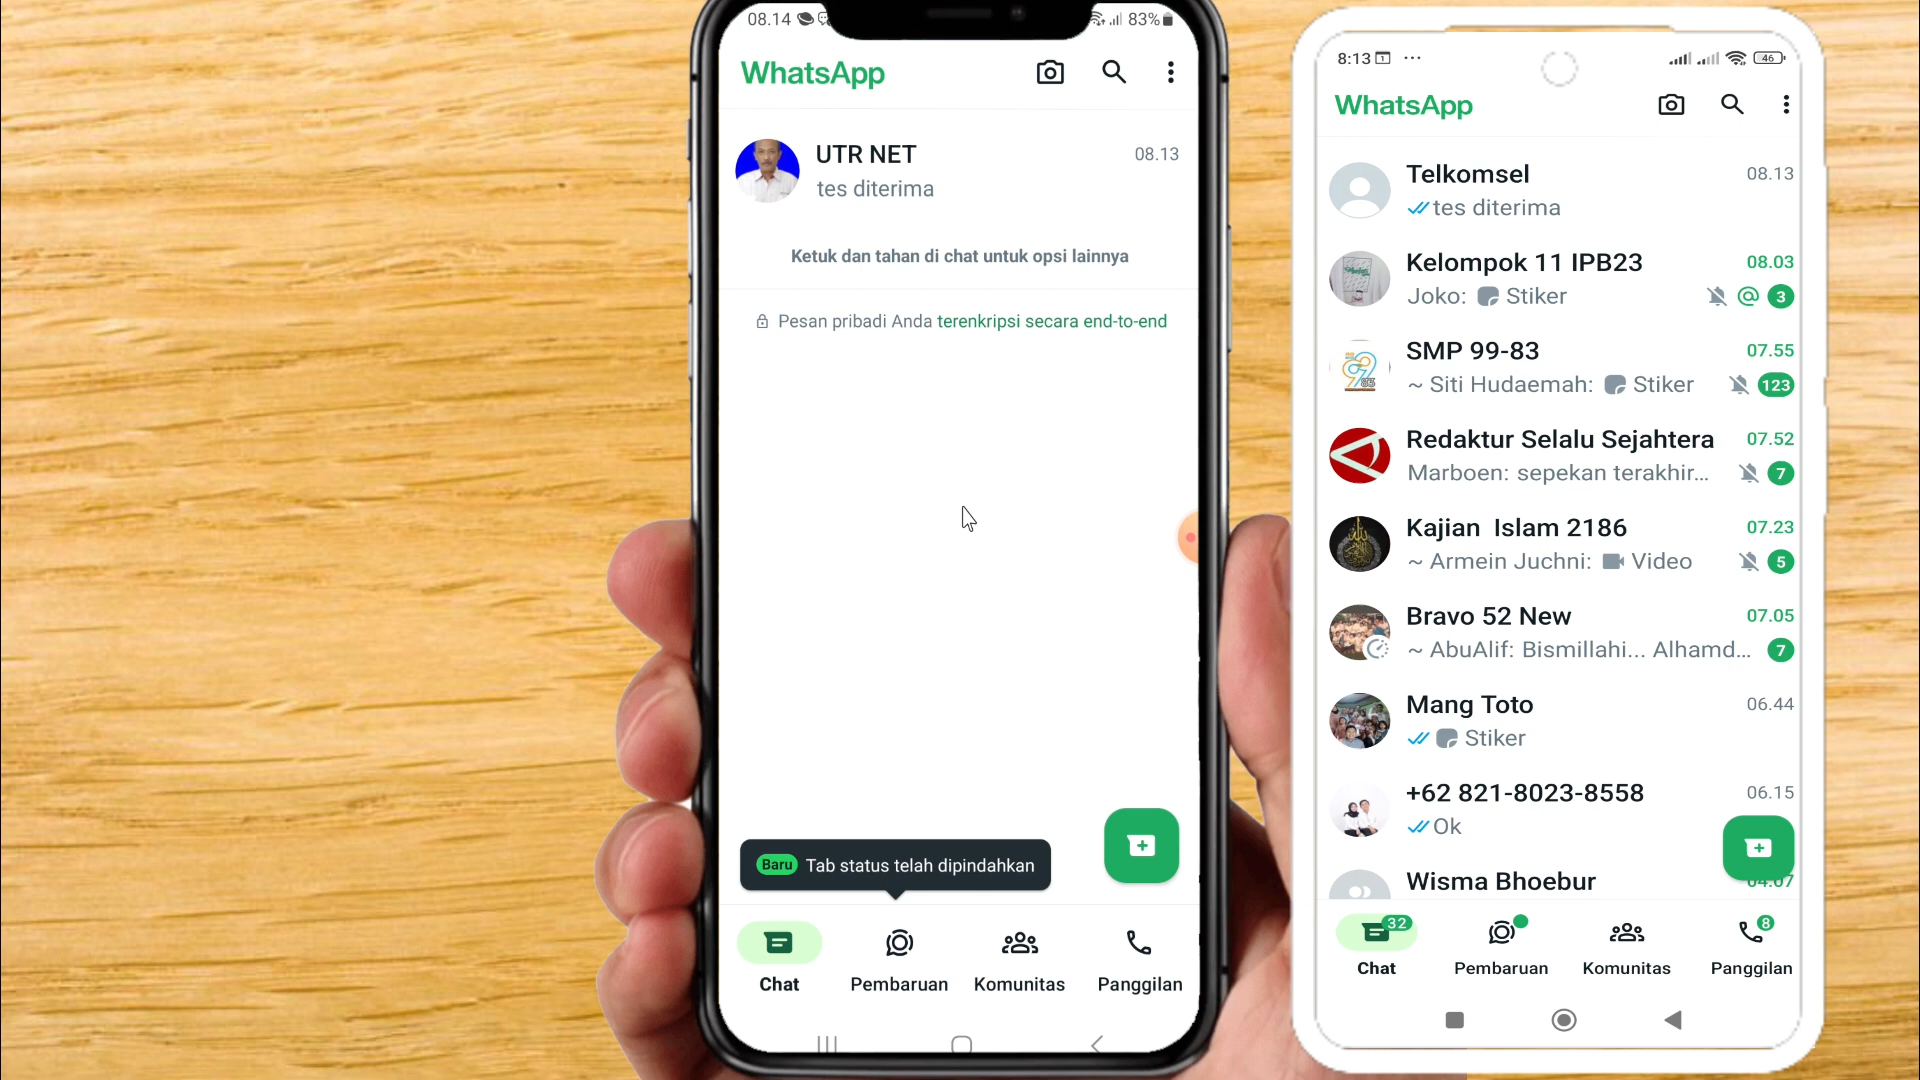 08.14
83%
WhatsApp
UTR NET
08.13
tes diterima
Ketuk dan tahan di chat untuk opsi lainnya
Pesan pribadi Anda terenkripsi secara end-to-end
Baru Tab status telah dipindahkan
Chat
Pembaruan
Komunitas
Panggilan
8:13
46
WhatsApp
Telkomsel
08.13
tes diterima
Kelompok 11 IPB23
08.03
Joko: Stiker
@ 3
SMP 99-83
07.55
~ Siti Hudaemah: Stiker
123
Redaktur Selalu Sejahtera
07.52
Marboen: sepekan terakhir...
7
Kajian Islam 2186
07.23
~ Armein Juchni: Video
5
Bravo 52 New
07.05
~ AbuAlif: Bismillahi... Alhamd...
7
Mang Toto
06.44
Stiker
+62 821-8023-8558
06.15
Ok
Wisma Bhoebur
04.07
32
8
Chat
Pembaruan
Komunitas
Panggilan